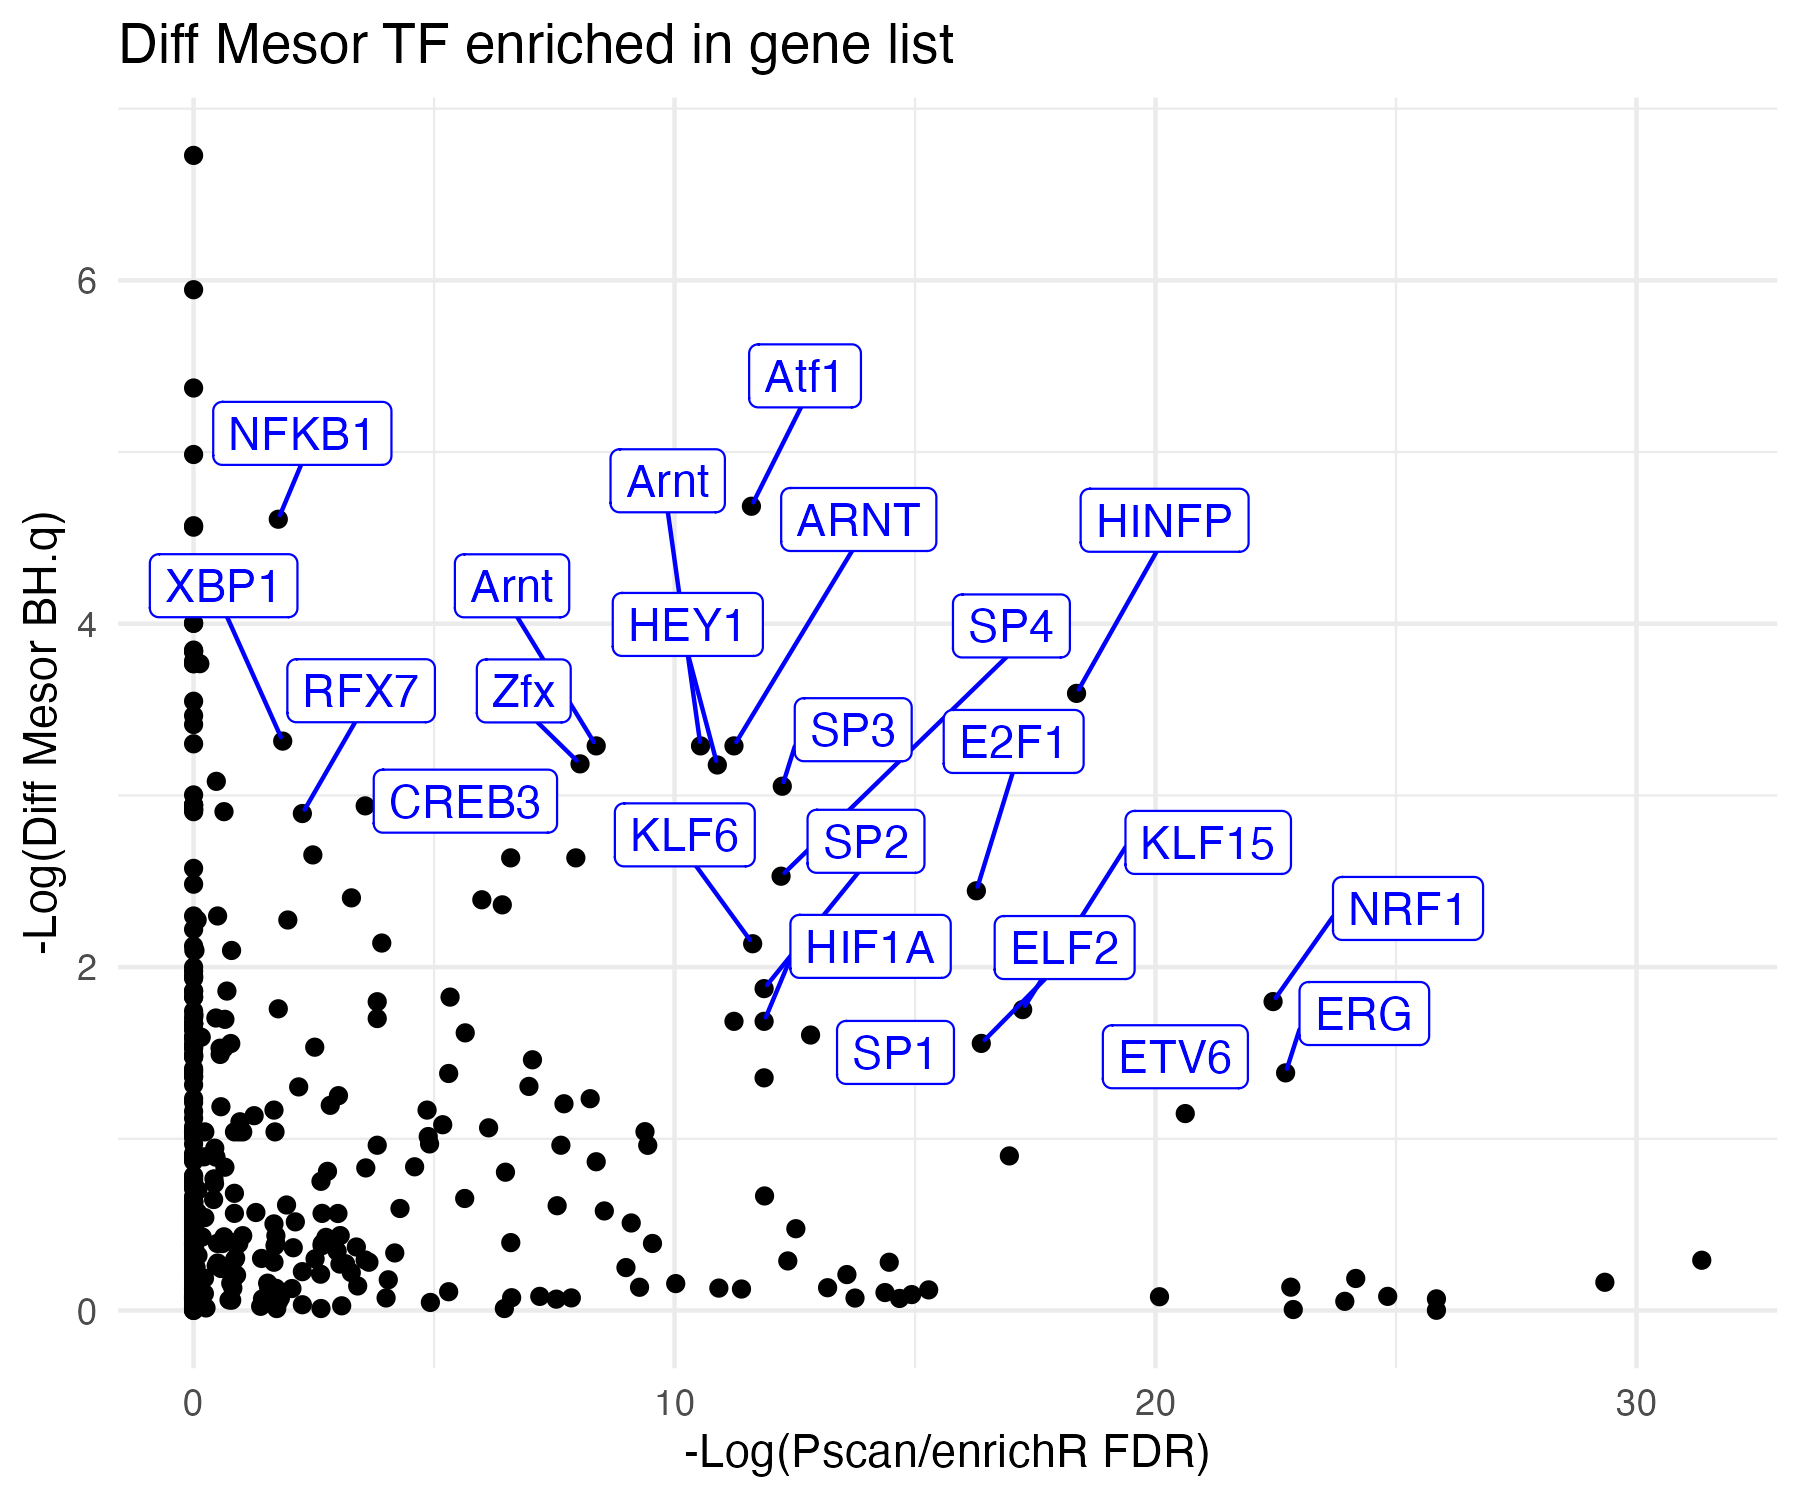 Diff Mesor TF enriched in gene list
-Log(Diff Mesor BH.q)
6
4
2
0
Atf1
NFKB1
Arnt
ARNT
HINFP
XBP1
Arnt
HEY1
SP4
RFX7
Zfx
SP3
E2F1
CREB3
KLF6
SP2
KLF15
NRF1
HIF1A
ELF2
ERG
SP1
ETV6
0
10
20
30
-Log(Pscan/enrichR FDR)